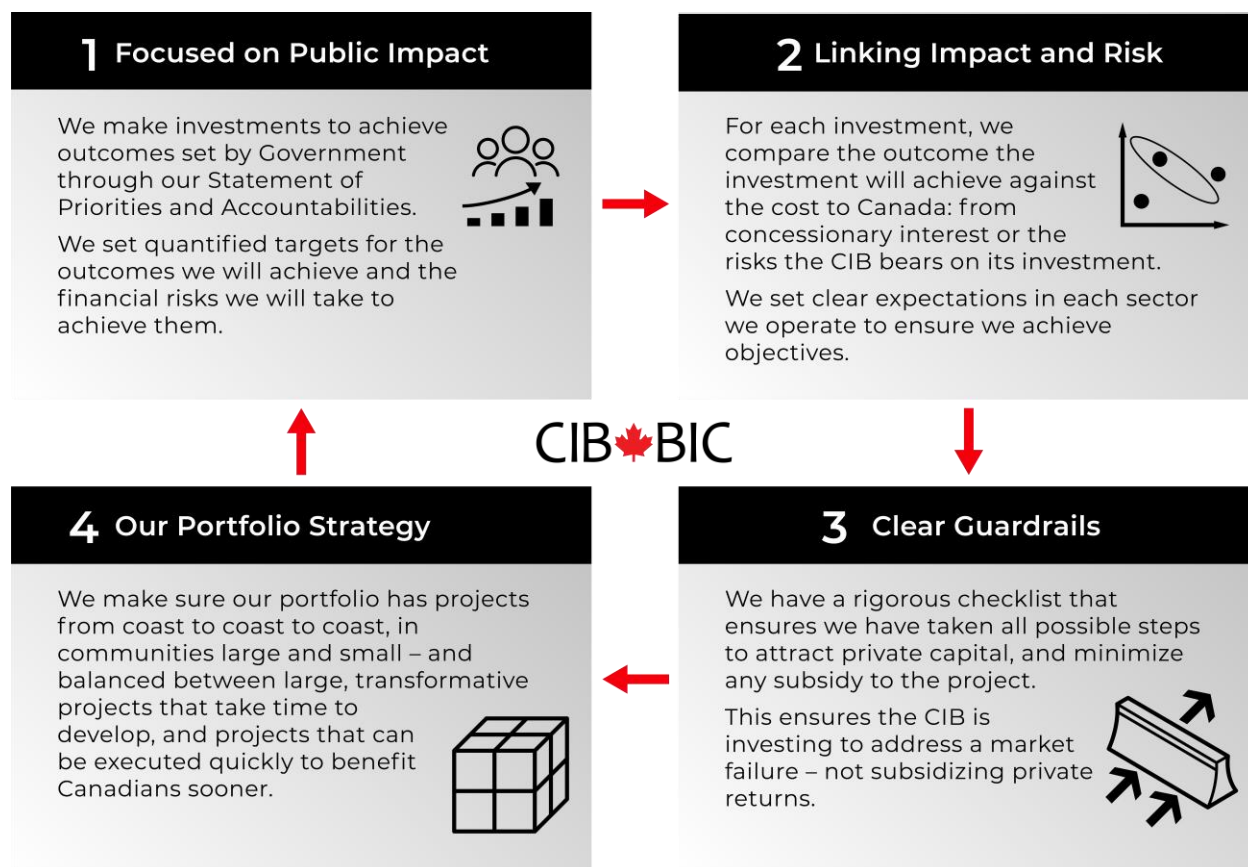 1 Focused on Public Impact
We make investments to achieve
outcomes set by Government
through our Statement of
Priorities and Accountabilities.
We set quantified targets for the
outcomes we will achieve and the
financial risks we will take to
achieve them.
2 Linking Impact and Risk
For each investment, we
compare the outcome the
investment will achieve against
the cost to Canada: from
concessionary interest or the
risks the CIB bears on its investment.
We set clear expectations in each sector
we operate to ensure we achieve
objectives.
CIB BIC
4 Our Portfolio Strategy
We make sure our portfolio has projects
from coast to coast to coast, in
communities large and small – and
balanced between large, transformative
projects that take time to
develop, and projects that can
be executed quickly to benefit
Canadians sooner.
3 Clear Guardrails
We have a rigorous checklist that
ensures we have taken all possible steps
to attract private capital, and minimize
any subsidy to the project.
This ensures the CIB is
investing to address a market
failure – not subsidizing private
returns.